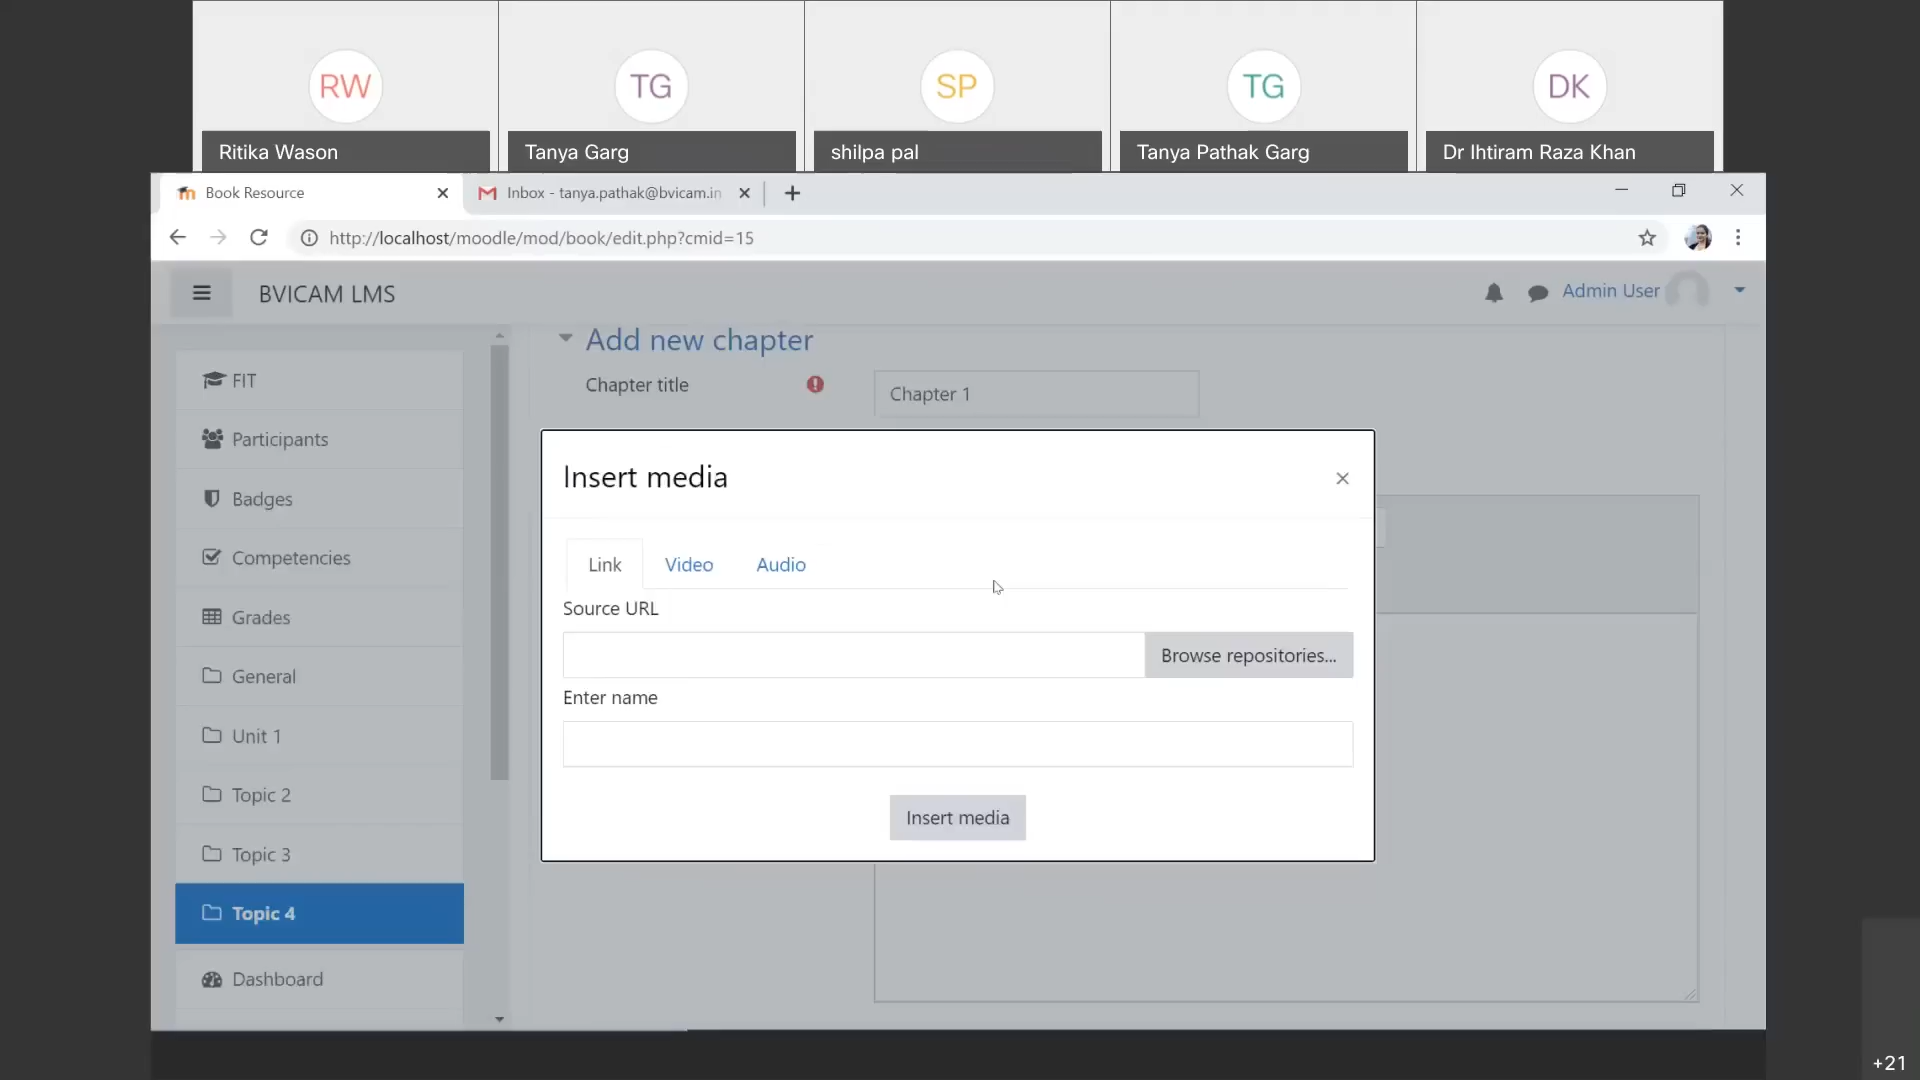 RW
TG
SP
TG
DK
Ritika Wason
Tanya Garg
shilpa pal
Tanya Pathak Garg
Dr Ihtiram Raza Khan
Book Resource
Inbox - tanya.pathak@bvicam.in
http://localhost/moodle/mod/book/edit.php?cmid=15
BVICAM LMS
Admin User
FIT
Participants
Badges
Competencies
Grades
General
Unit 1
Topic 2
Topic 3
Topic 4
Dashboard
Add new chapter
Chapter title
Chapter 1
Insert media
Link
Video
Audio
Source URL
Browse repositories...
Enter name
Insert media
+21